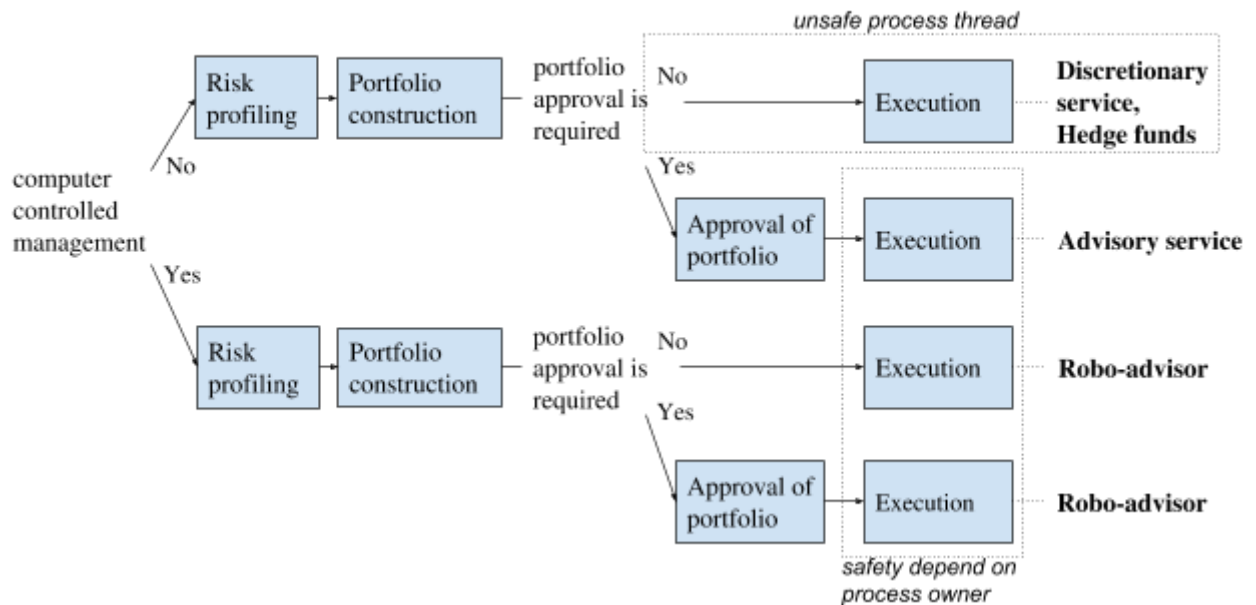 unsafe process thread
Risk
profiling
Portfolio
construction
portfolio
approval is
required
No
Execution
Discretionary
service,
Hedge funds
No
Yes
computer
controlled
management
Approval of
portfolio
Execution
Advisory service
Yes
Risk
profiling
Portfolio
construction
portfolio
approval is
required
No
Execution
Robo-advisor
Yes
Approval of
portfolio
Execution
Robo-advisor
safety depend on
process owner